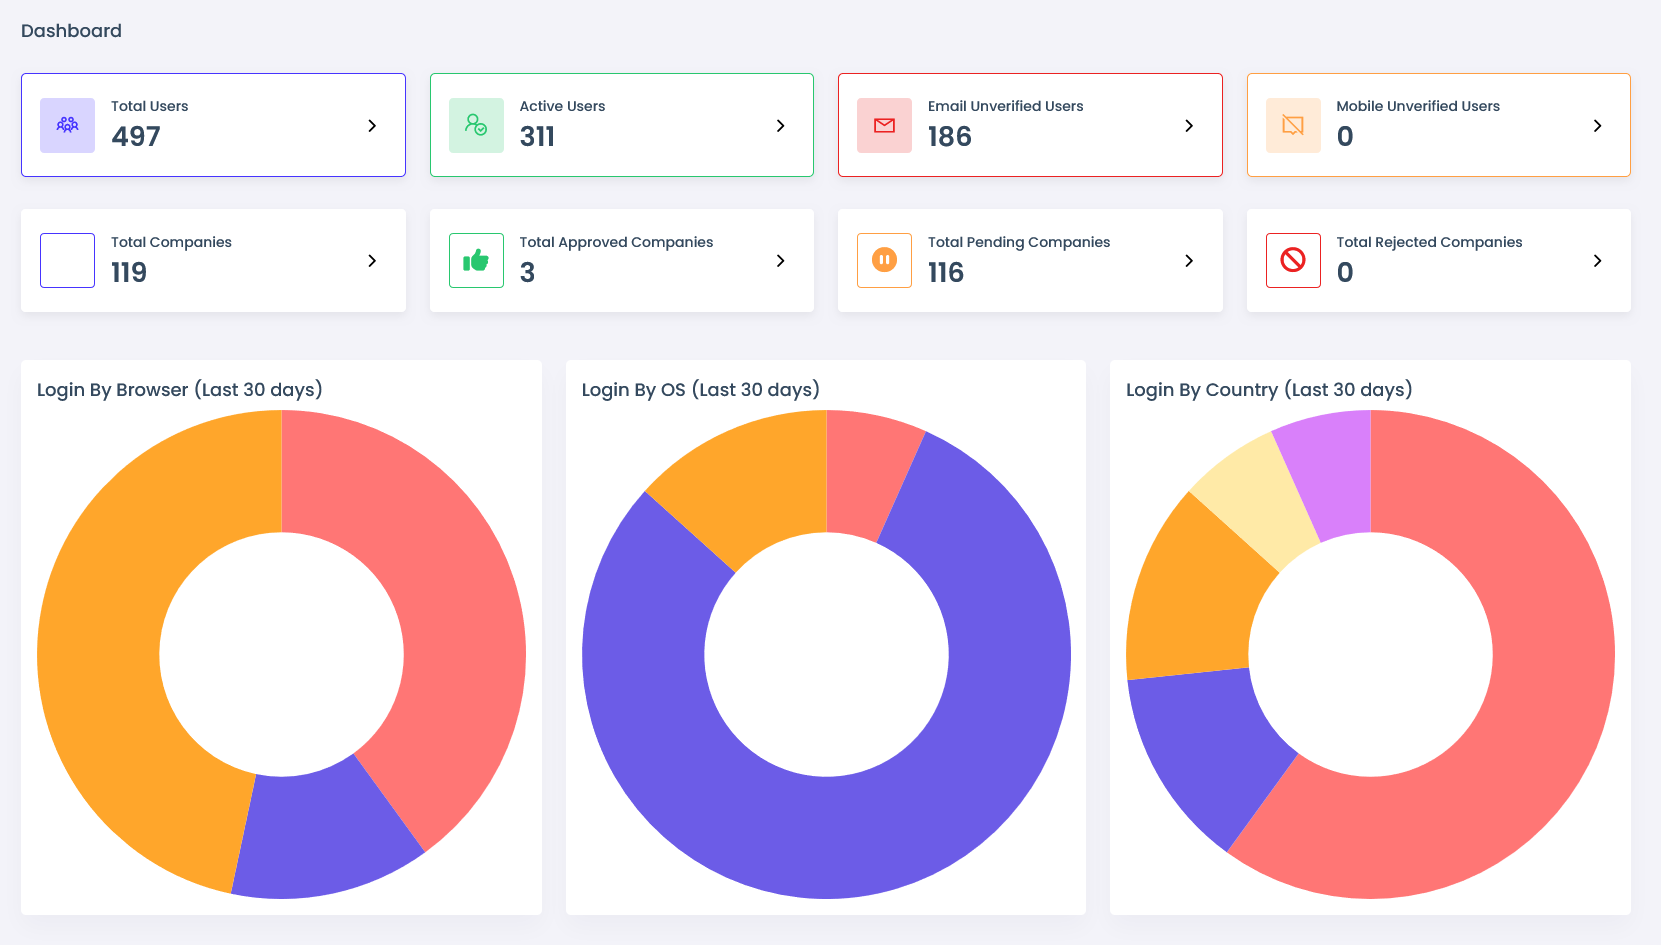 Dashboard
Total Users
497
Active Users
311
Email Unverified Users
186
Mobile Unverified Users
0
Total Companies
119
Total Approved Companies
3
Total Pending Companies
116
Total Rejected Companies
0
Login By Browser (Last 30 days)
Login By OS (Last 30 days)
Login By Country (Last 30 days)